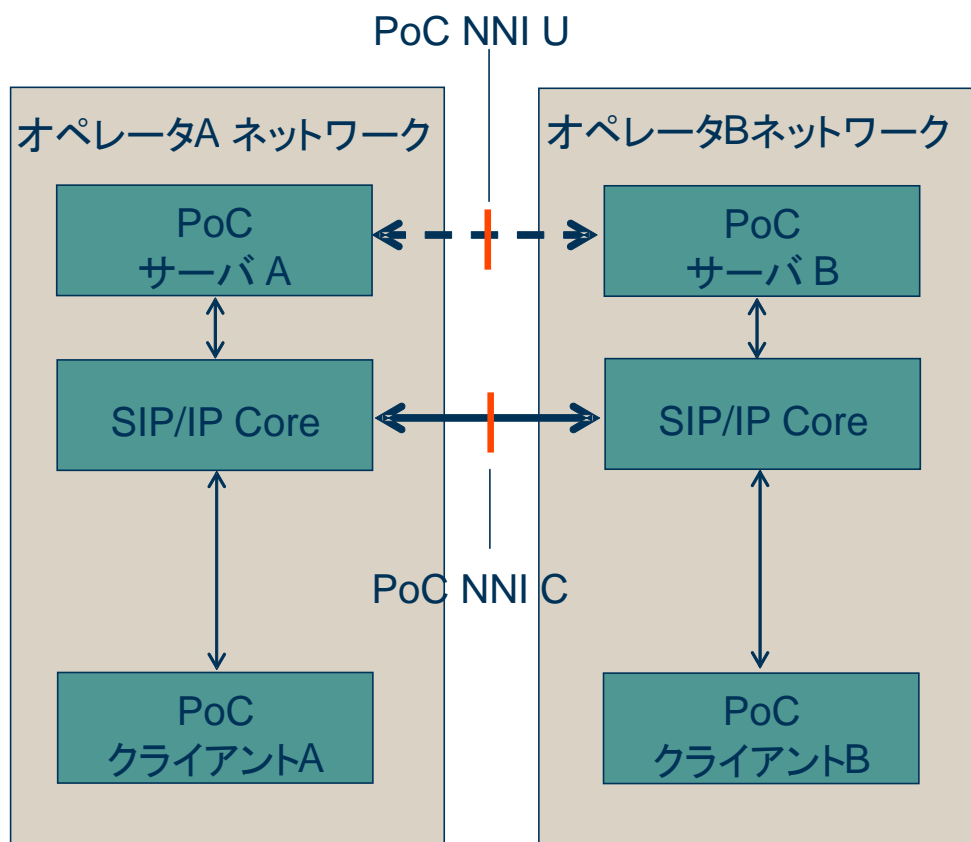 PoC NNI U
オペレータA ネットワーク
オペレータBネットワーク
PoC
サーバ A
PoC
サーバ B
SIP/IP Core
SIP/IP Core
PoC NNI C
PoC
クライアントA
PoC
クライアントB